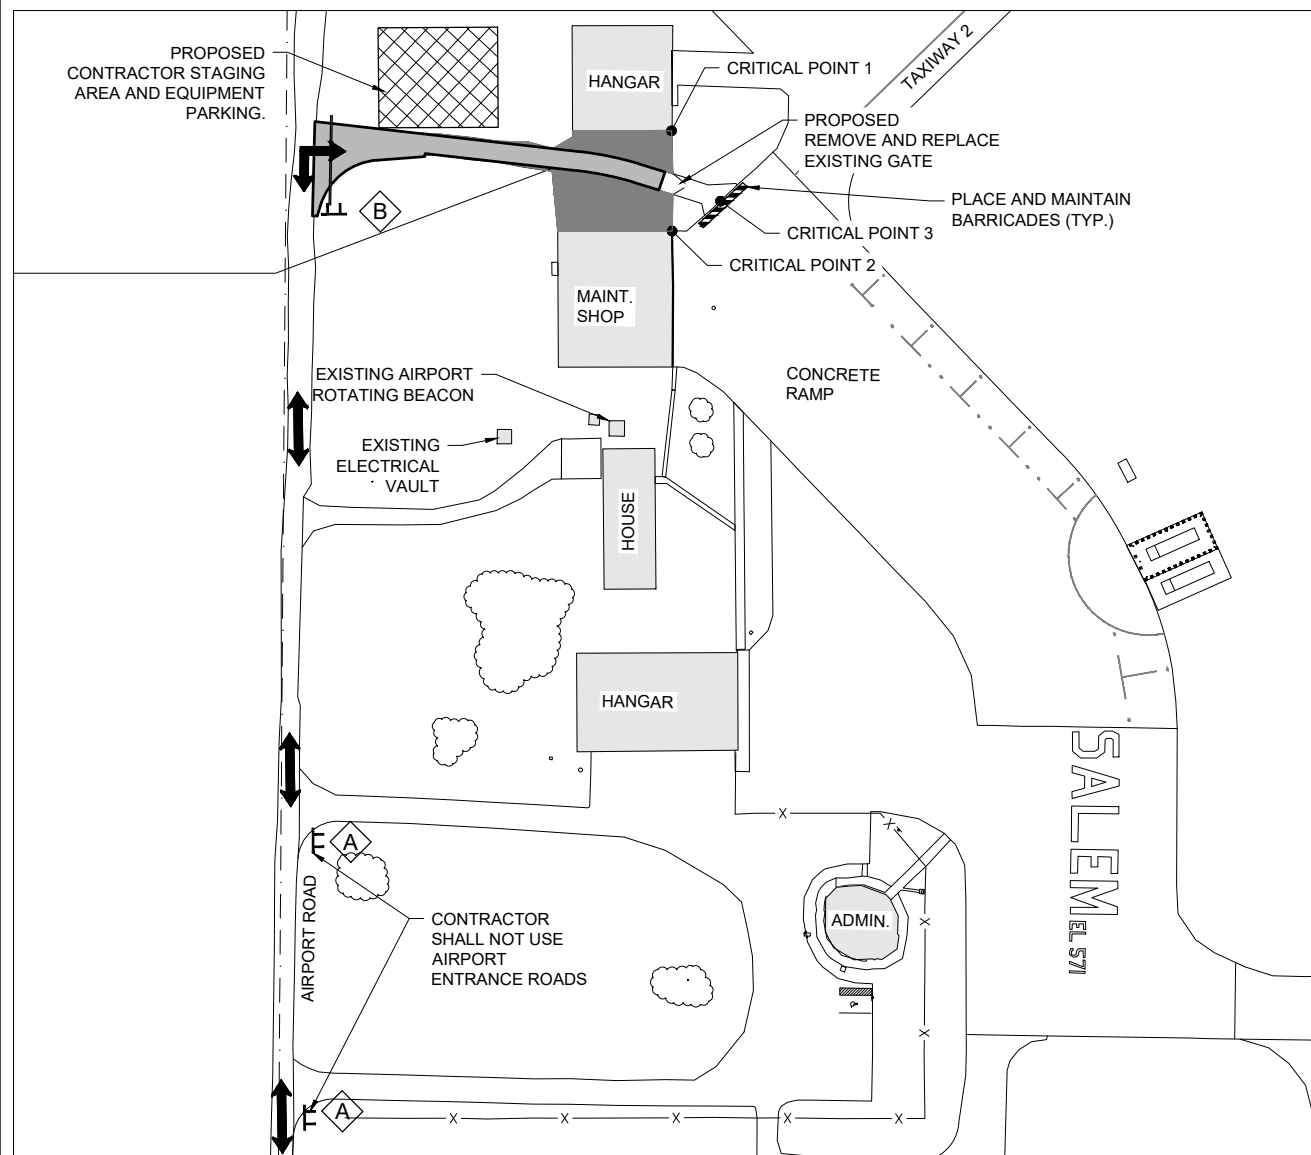 PROPOSED
CONTRACTOR STAGING
AREA AND EQUIPMENT
PARKING.
HANGAR
CRITICAL POINT 1
TAXIWAY 2
PROPOSED
REMOVE AND REPLACE
EXISTING GATE
PLACE AND MAINTAIN
BARRICADES (TYP.)
B
CRITICAL POINT 3
CRITICAL POINT 2
MAINT.
SHOP
EXISTING AIRPORT
ROTATING BEACON
CONCRETE
RAMP
EXISTING
ELECTRICAL
VAULT
HOUSE
HANGAR
SALEM
EL 571
X
X
A
AIRPORT ROAD
CONTRACTOR
SHALL NOT USE
AIRPORT
ENTRANCE ROADS
ADMIN.
X
X
A
X X X X X